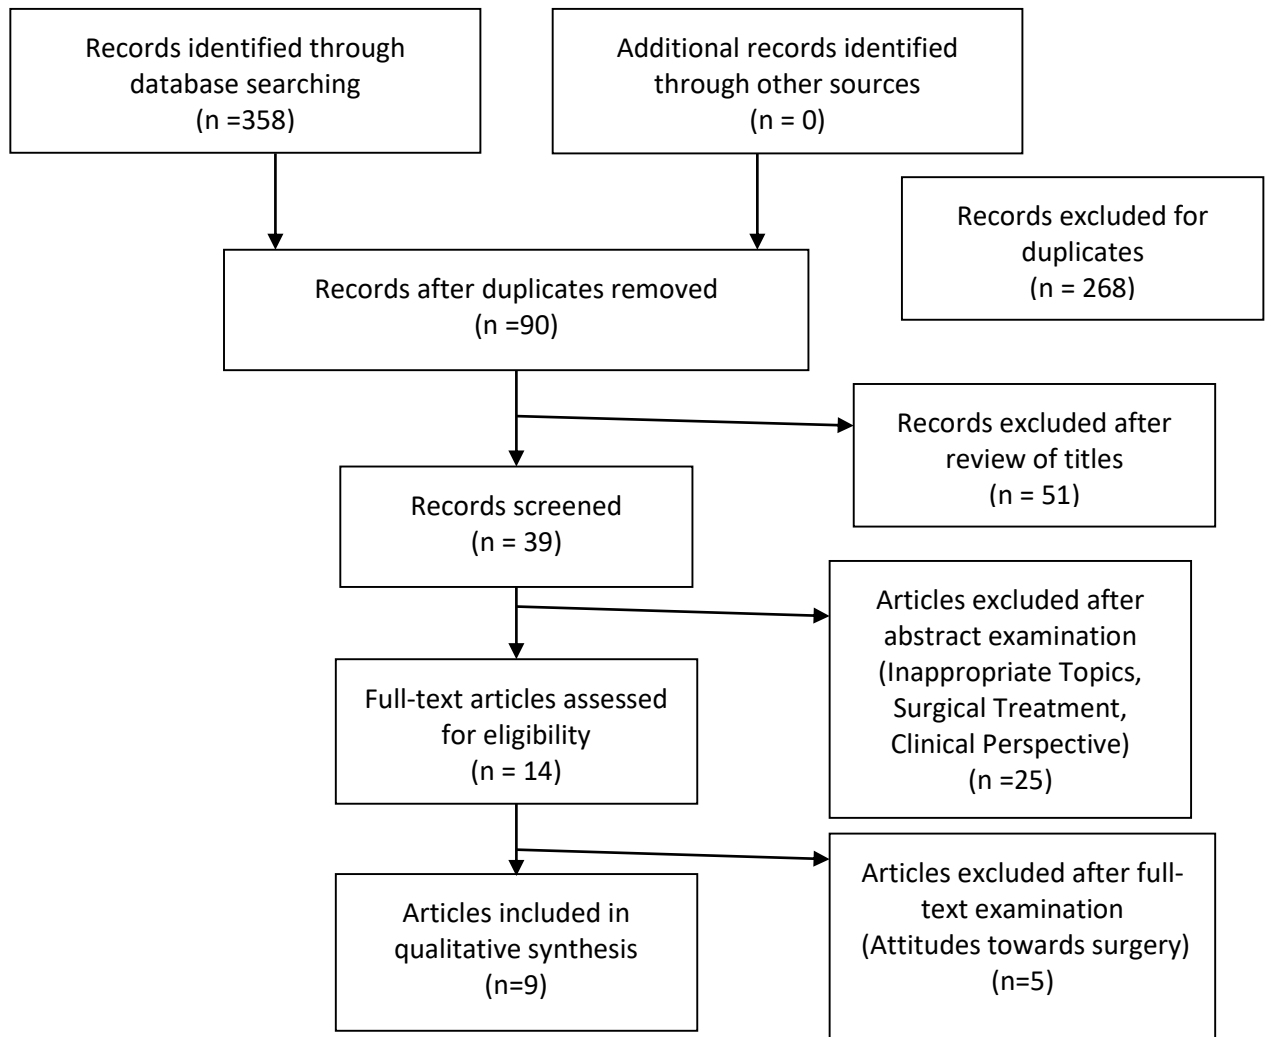 Records identified through
database searching
(n =358)
Additional records identified
through other sources
(n = 0)
Records excluded for
duplicates
(n = 268)
Records after duplicates removed
(n =90)
Records excluded after
review of titles
(n = 51)
Records screened
(n = 39)
Articles excluded after
abstract examination
(Inappropriate Topics,
Surgical Treatment,
Clinical Perspective)
(n =25)
Full-text articles assessed
for eligibility
(n = 14)
Articles excluded after full-
text examination
(Attitudes towards surgery)
(n=5)
Articles included in
qualitative synthesis
(n=9)